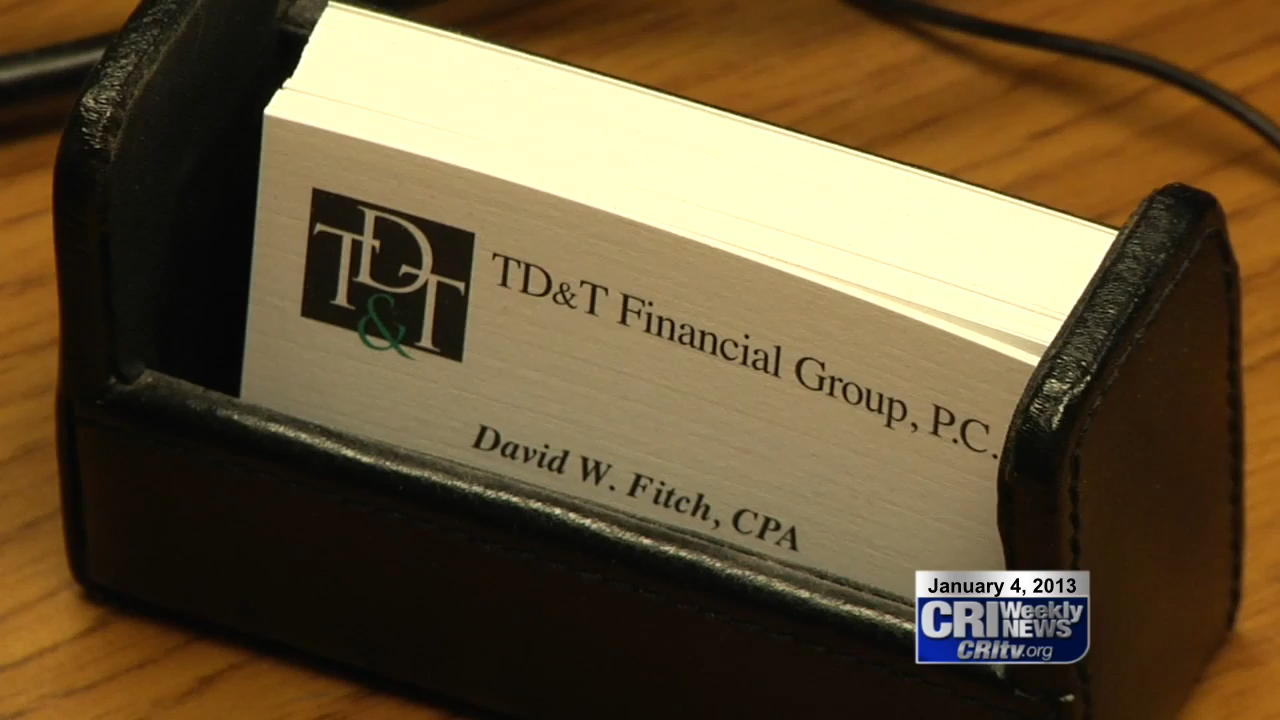 TD&T
TD&T Financial Group, P.C.
David W. Fitch, CPA
January 4, 2013
CRI Weekly NEWS
CRItv.org